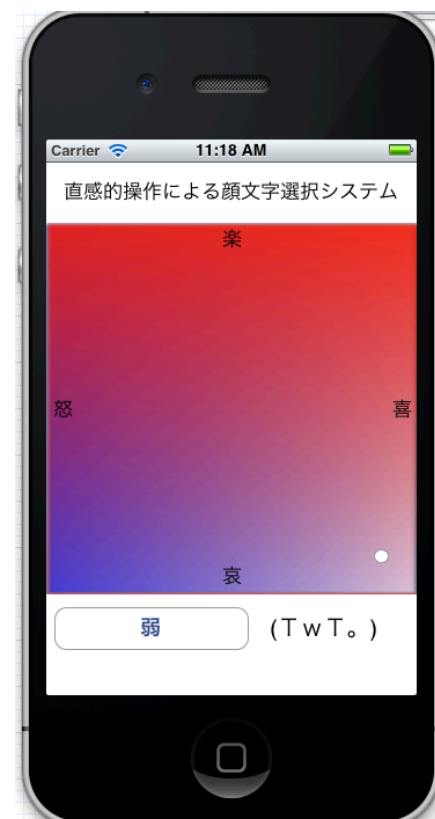 Carrier 11:18 AM
直感的操作による顔文字選択システム
楽
怒 喜
哀
弱 (ＴｗＴ。)